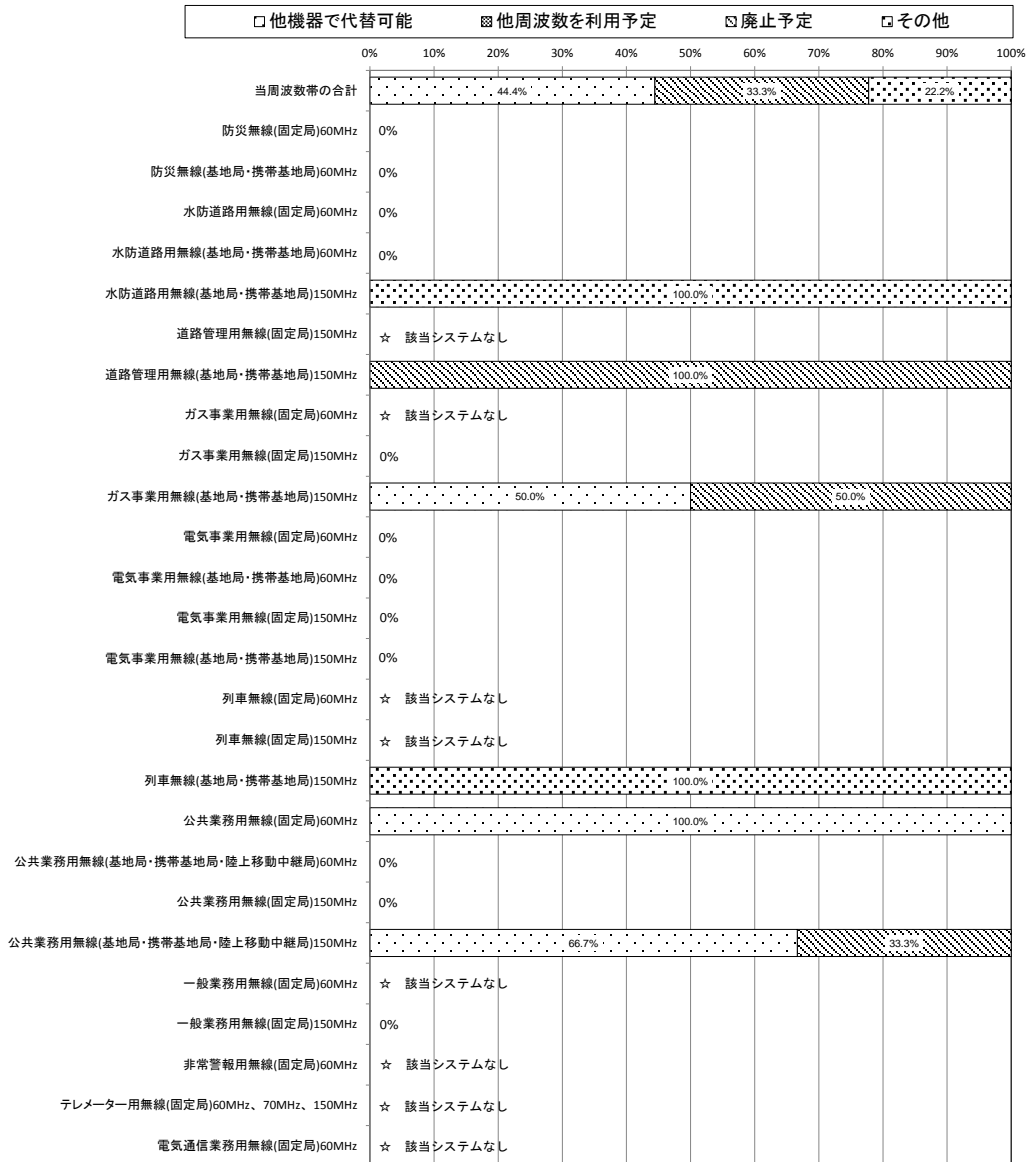 他機器で代替可能 他周波数を利用予定 廃止予定 その他
0% 10% 20% 30% 40% 50% 60% 70% 80% 90% 100%
当周波数帯の合計 44.4% 33.3% 22.2%
防災無線(固定局)60MHz 0%
防災無線(基地局・携帯基地局)60MHz 0%
水防道路用無線(固定局)60MHz 0%
水防道路用無線(基地局・携帯基地局)60MHz 0%
水防道路用無線(基地局・携帯基地局)150MHz 100.0%
道路管理用無線(固定局)150MHz ☆ 該当システムなし
道路管理用無線(基地局・携帯基地局)150MHz 100.0%
ガス事業用無線(固定局)60MHz ☆ 該当システムなし
ガス事業用無線(固定局)150MHz 0%
ガス事業用無線(基地局・携帯基地局)150MHz 50.0% 50.0%
電気事業用無線(固定局)60MHz 0%
電気事業用無線(基地局・携帯基地局)60MHz 0%
電気事業用無線(固定局)150MHz 0%
電気事業用無線(基地局・携帯基地局)150MHz 0%
列車無線(固定局)60MHz ☆ 該当システムなし
列車無線(固定局)150MHz ☆ 該当システムなし
列車無線(基地局・携帯基地局)150MHz 100.0%
公共業務用無線(固定局)60MHz 100.0%
公共業務用無線(基地局・携帯基地局・陸上移動中継局)60MHz 0%
公共業務用無線(固定局)150MHz 0%
公共業務用無線(基地局・携帯基地局・陸上移動中継局)150MHz 66.7% 33.3%
一般業務用無線(固定局)60MHz ☆ 該当システムなし
一般業務用無線(固定局)150MHz 0%
非常警報用無線(固定局)60MHz ☆ 該当システムなし
テレメーター用無線(固定局)60MHz、70MHz、150MHz ☆ 該当システムなし
電気通信業務用無線(固定局)60MHz ☆ 該当システムなし